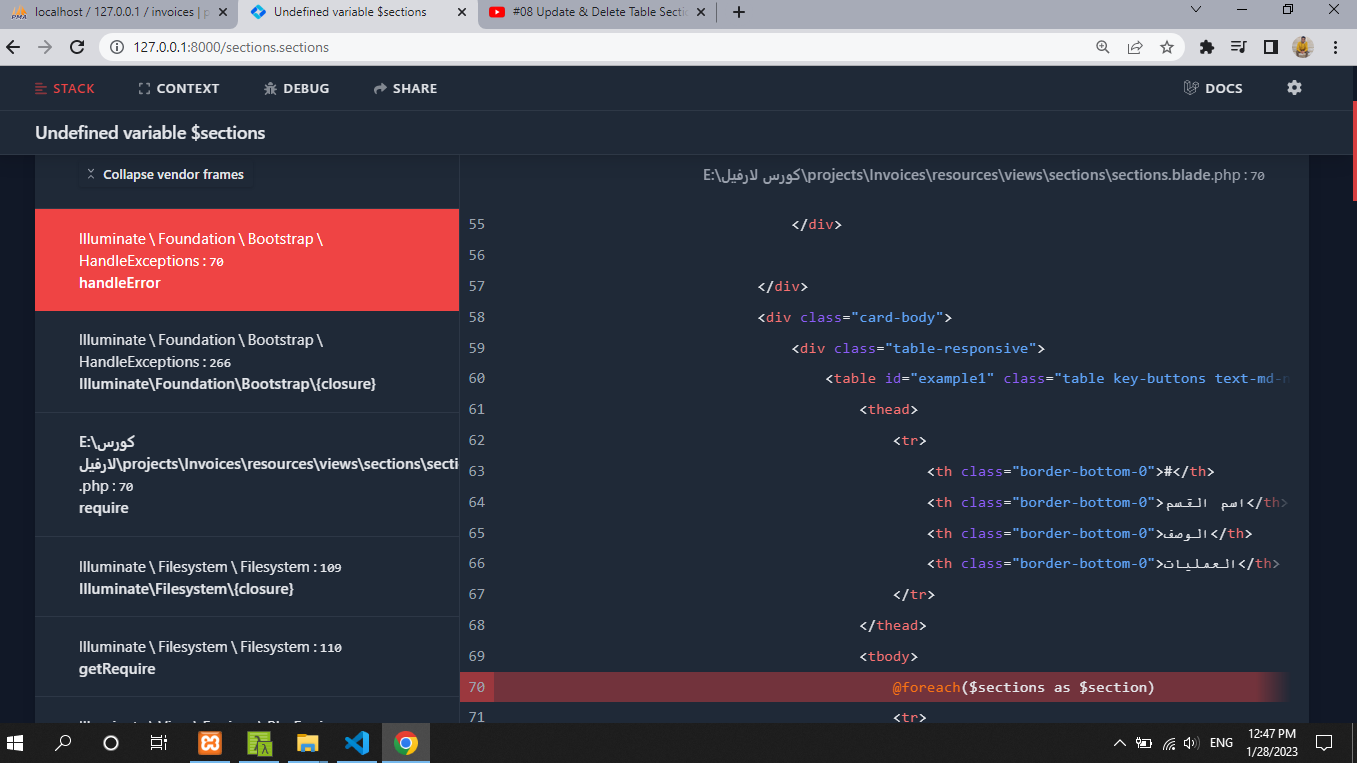 localhost / 127.0.0.1 / invoices | p
Undefined variable $sections
#08 Update & Delete Table Secti
127.0.0.1:8000/sections.sections
STACK
CONTEXT
DEBUG
SHARE
DOCS
Undefined variable $sections
Collapse vendor frames
Illuminate \ Foundation \ Bootstrap \
HandleExceptions : 70
handleError
Illuminate \ Foundation \ Bootstrap \
HandleExceptions : 266
Illuminate\Foundation\Bootstrap\{closure}
E:\كورس
لارفيل\projects\Invoices\resources\views\sections\secti
.php : 70
require
Illuminate \ Filesystem \ Filesystem : 109
Illuminate\Filesystem\{closure}
Illuminate \ Filesystem \ Filesystem : 110
getRequire
E:\كورس لارفيل\projects\Invoices\resources\views\sections\sections.blade.php : 70
55 </div>
56
57 </div>
58 <div class="card-body">
59 <div class="table-responsive">
60 <table id="example1" class="table key-buttons text-md-n
61 <thead>
62 <tr>
63 <th class="border-bottom-0">#</th>
64 <th class="border-bottom-0">اسم القسم</th>
65 <th class="border-bottom-0">الوصف</th>
66 <th class="border-bottom-0">العمليات</th>
67 </tr>
68 </thead>
69 <tbody>
70 @foreach($sections as $section)
71 <tr>
ENG
12:47 PM
1/28/2023